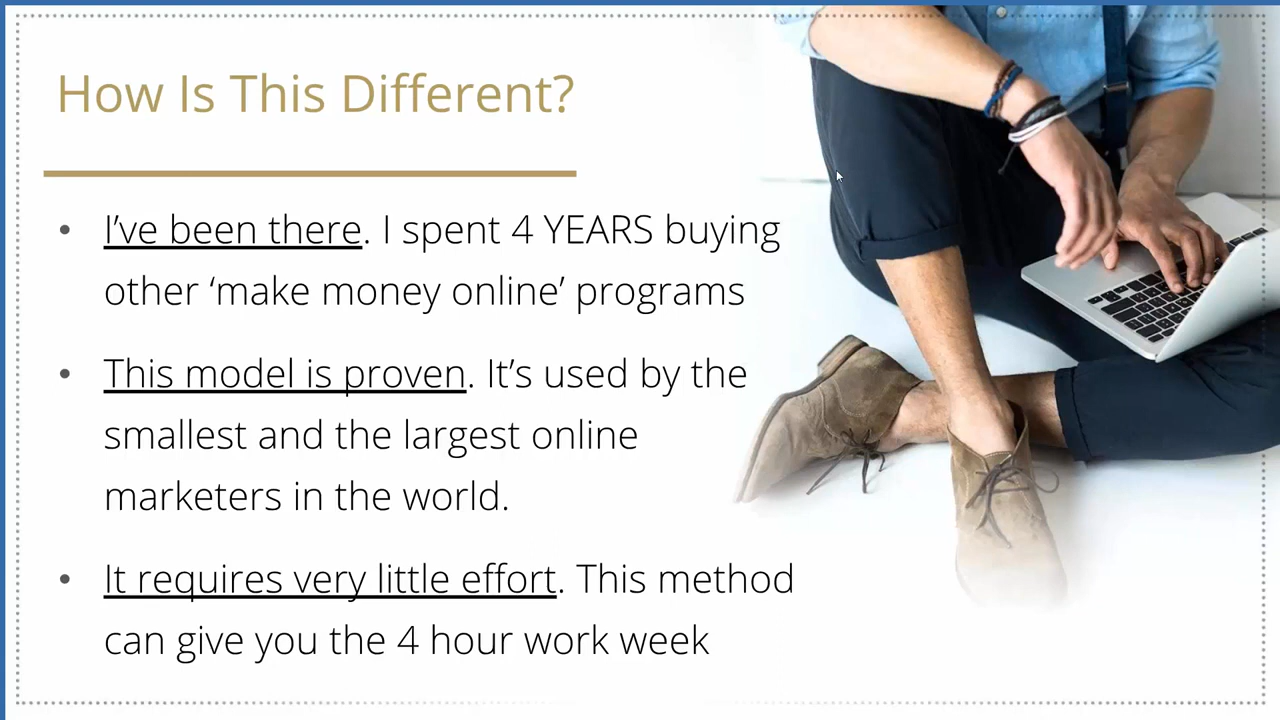 How Is This Different?
• I’ve been there. I spent 4 YEARS buying
other ‘make money online’ programs
• This model is proven. It’s used by the
smallest and the largest online
marketers in the world.
• It requires very little effort. This method
can give you the 4 hour work week